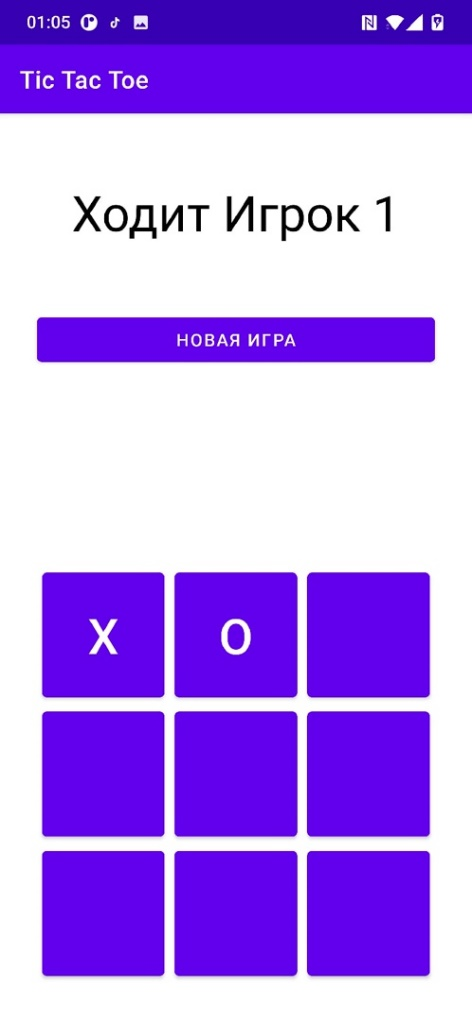 01:05
Tic Tac Toe
Ходит Игрок 1
НОВАЯ ИГРА
X O